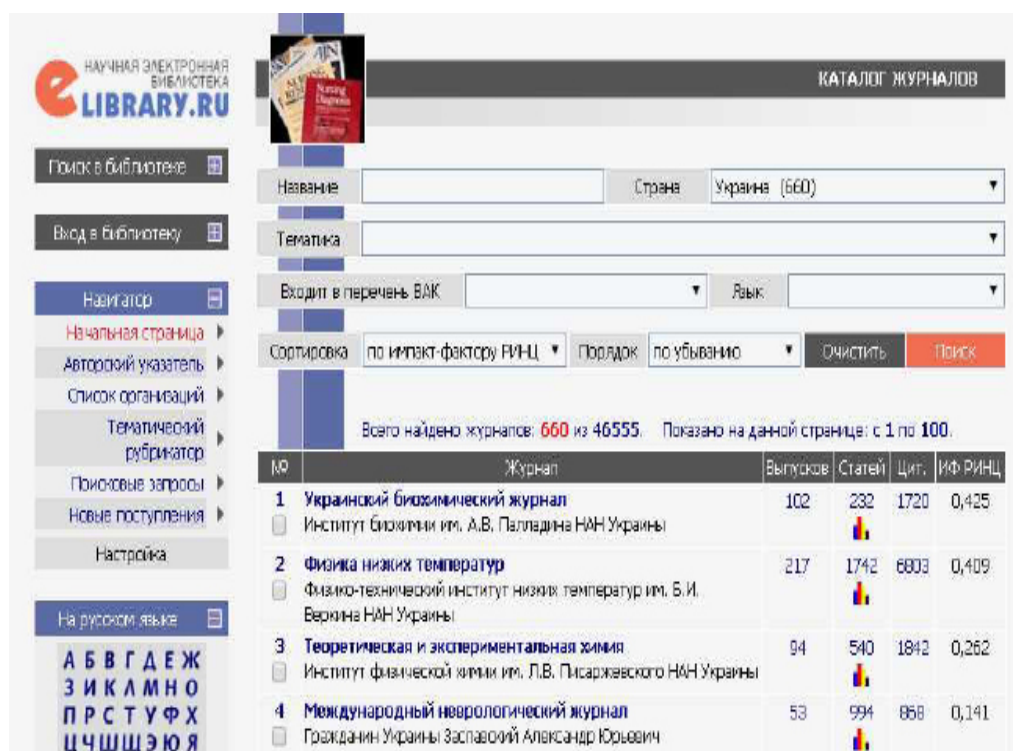 НАУЧНАЯ ЭЛЕКТРОННАЯ
БИБЛИОТЕКА
eLIBRARY.RU
КАТАЛОГ ЖУРНАЛОВ
Поиск в библиотеке
Вход в библиотеку
Навигатор
Начальная страница
Авторский указатель
Список организаций
Тематический
рубрикатор
Поисковые запросы
Новые поступления
Настройка
На русском языке
А Б В Г Д Е Ж
З И К Л М Н О
П Р С Т У Ф Х
Ц Ч Ш Щ Э Ю Я
Название Страна Украина (660)
Тематика
Входит в перечень ВАК Язык
Сортировка по импакт-фактору РИНЦ Порядок по убыванию Очистить Поиск
Всего найдено журналов: 660 из 46555. Показано на данной странице: с 1 по 100.
№ Журнал Выпусков Статей Цит. ИФ РИНЦ
1 Украинский биохимический журнал 102 232 1720 0,425
Институт биохимии им. А.В. Палладина НАН Украины
2 Физика низких температур 217 1742 6803 0,409
Физико-технический институт низких температур им. Б.И.
Веркина НАН Украины
3 Теоретическая и экспериментальная химия 94 540 1842 0,262
Институт физической химии им. Л.В. Писаржевского НАН Украины
4 Международный неврологический журнал 53 994 868 0,141
Гражданин Украины Заславский Александр Юрьевич